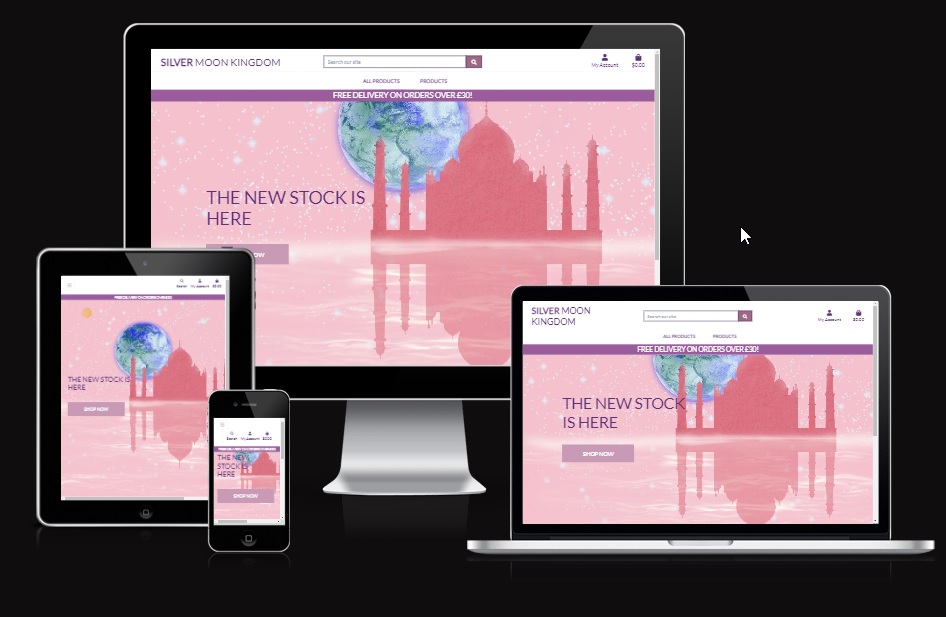 SILVER MOON KINGDOM
Search our site
My Account
$0.00
ALL PRODUCTS
PRODUCTS
FREE DELIVERY ON ORDERS OVER £30!
THE NEW STOCK IS
HERE
OW
Search
My Account
$0.00
FREE DELIVERY ON ORDERS OVER £30!
THE NEW STOCK IS
HERE
SHOP NOW
Search
My Account
$0.00
THE NEW
STOCK IS
HERE
SHOP NOW
SILVER MOON
KINGDOM
Search our site
My Account
$0.00
ALL PRODUCTS
PRODUCTS
FREE DELIVERY ON ORDERS OVER £30!
THE NEW STOCK
IS HERE
SHOP NOW